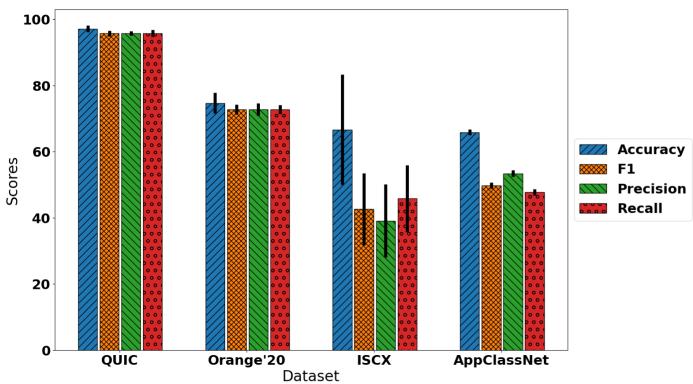 100
80
60
40
20
0
Scores
QUIC Orange'20 ISCX AppClassNet
Dataset
Accuracy
F1
Precision
Recall